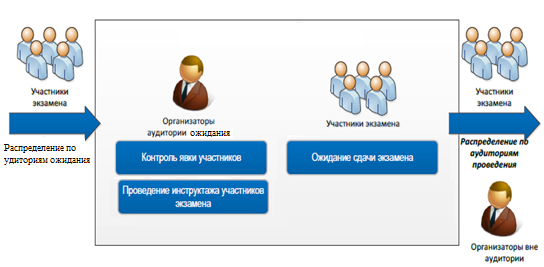 Участники
экзамена
Распределение по
удиториям ожидания
Организаторы
аудитории ожидания
Контроль явки участников
Проведение инструктажа участников
экзамена
Участники экзамена
Ожидание сдачи экзамена
Участники
экзамена
Распределение по
аудиториям
проведения
Организаторы вне
аудитории